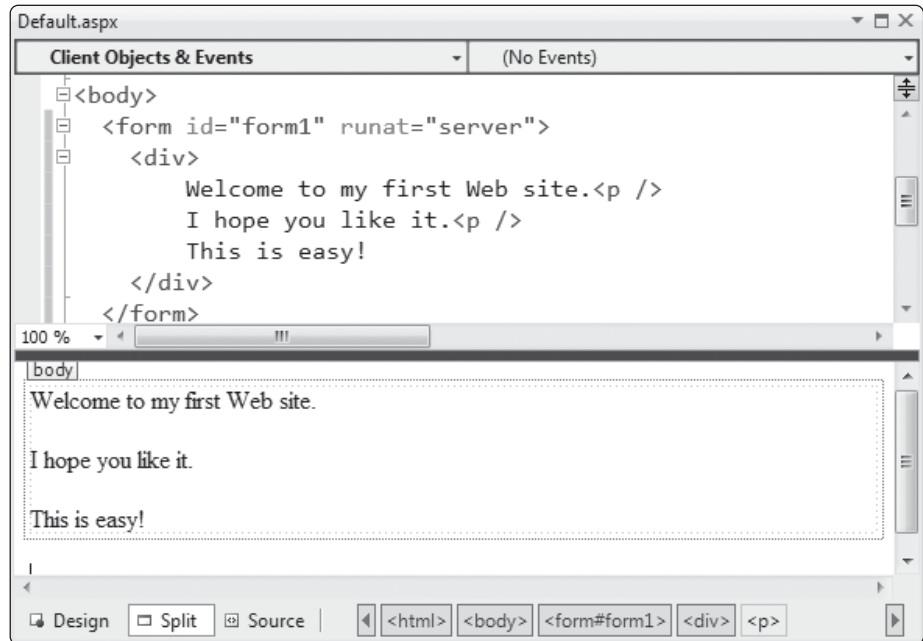 Default.aspx
Client Objects & Events (No Events)
<body>
<form id="form1" runat="server">
<div>
Welcome to my first Web site.<p />
I hope you like it.<p />
This is easy!
</div>
</form>
100 %
body
Welcome to my first Web site.
I hope you like it.
This is easy!
Design Split Source <html> <body> <form#form1> <div> <p>